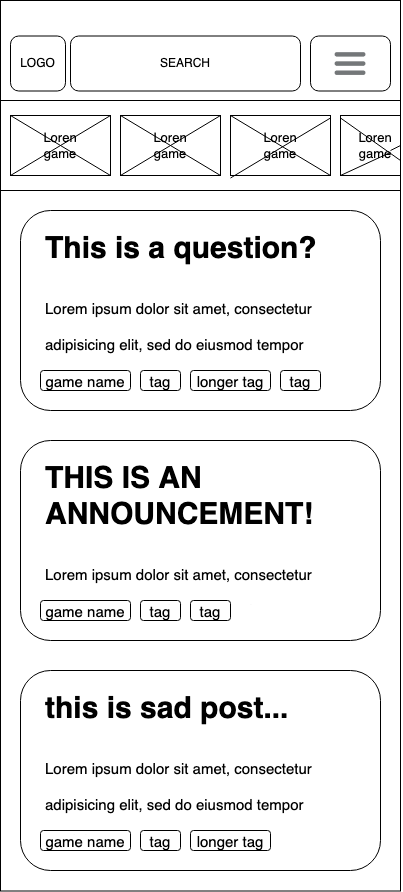 LOGO
SEARCH
Loren
game
Loren
game
Loren
game
Loren
game
This is a question?
Lorem ipsum dolor sit amet, consectetur
adipisicing elit, sed do eiusmod tempor
game name tag longer tag tag
THIS IS AN
ANNOUNCEMENT!
Lorem ipsum dolor sit amet, consectetur
game name tag tag
this is sad post...
Lorem ipsum dolor sit amet, consectetur
adipisicing elit, sed do eiusmod tempor
game name tag longer tag